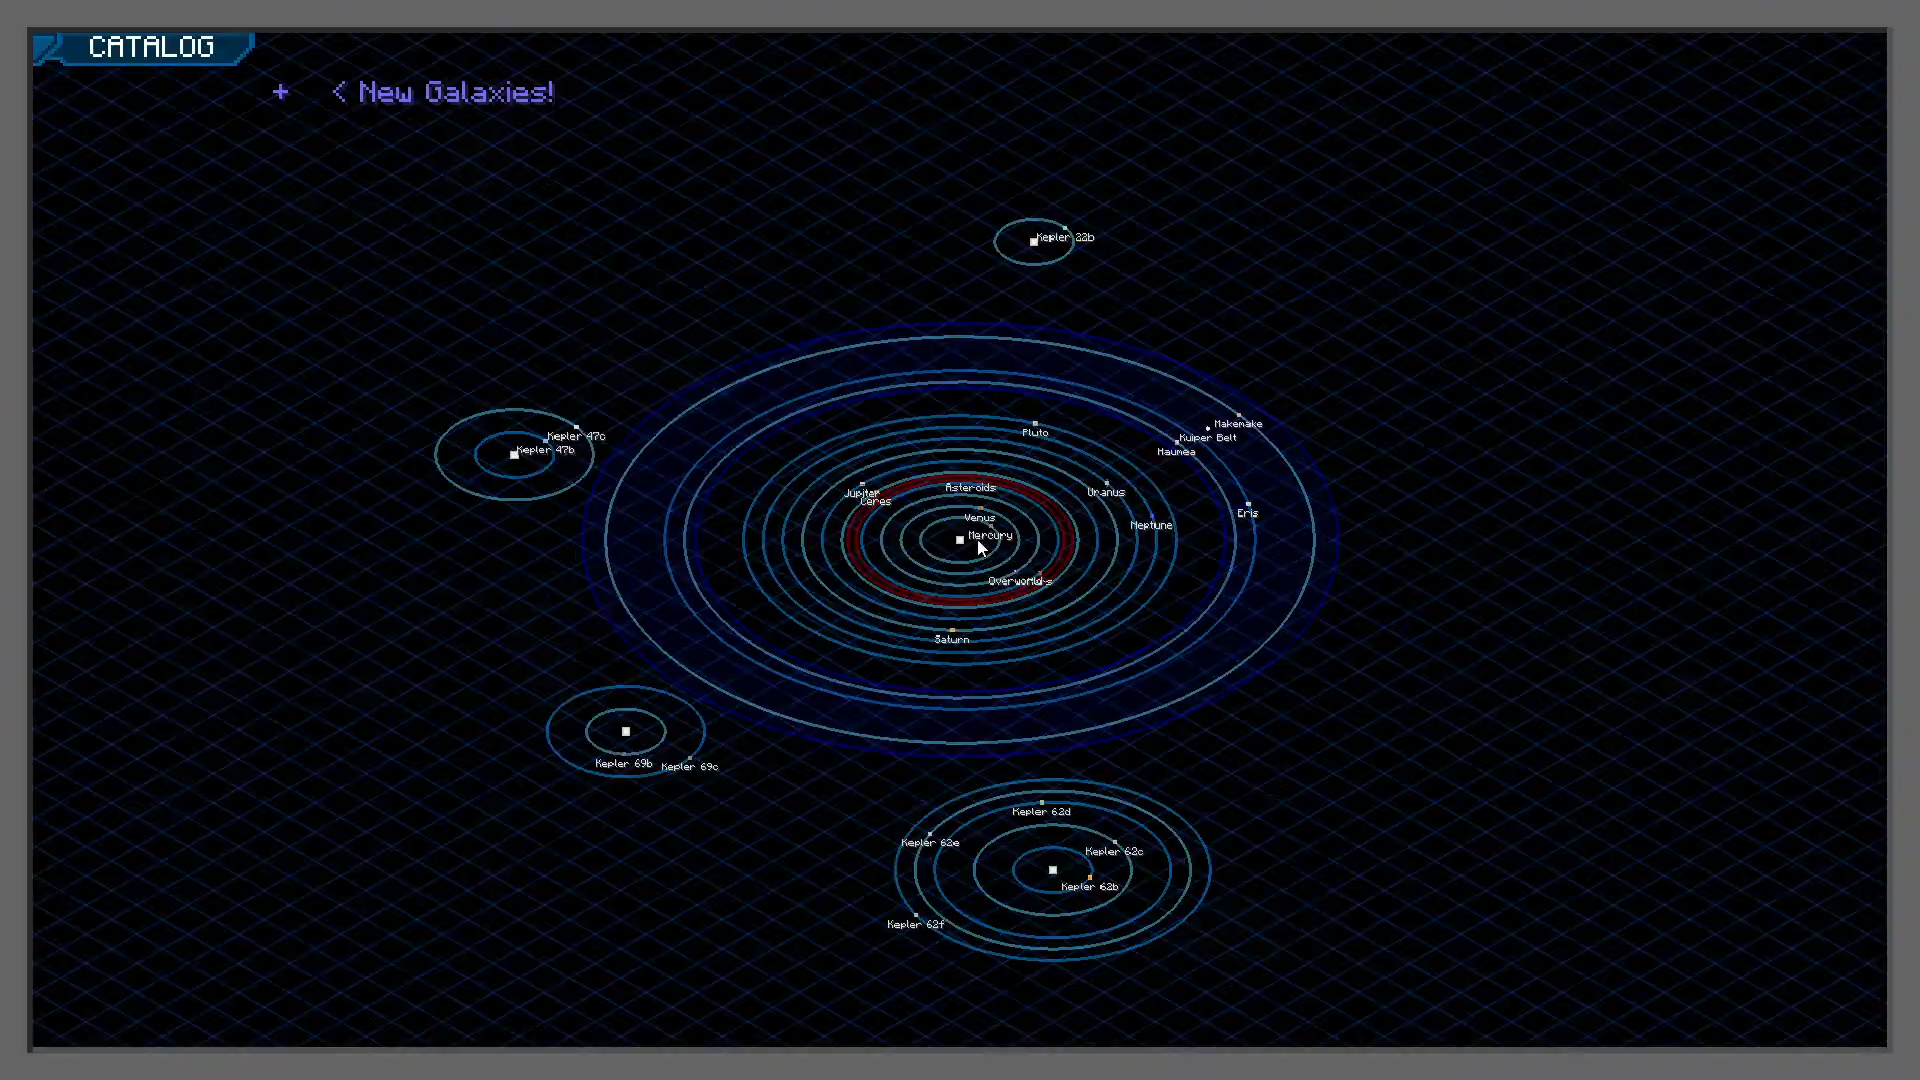 CATALOG
+ < New Galaxies!
Kepler 22b
Makemake
Kuiper Belt
Pluto
Haumea
Kepler 47c
Kepler 47b
Asteroids
Jupiter
Ceres
Uranus
Eris
Venus
Neptune
Mercury
Overworld
Saturn
Kepler 69b
Kepler 69c
Kepler 62d
Kepler 62e
Kepler 62c
Kepler 62b
Kepler 62f